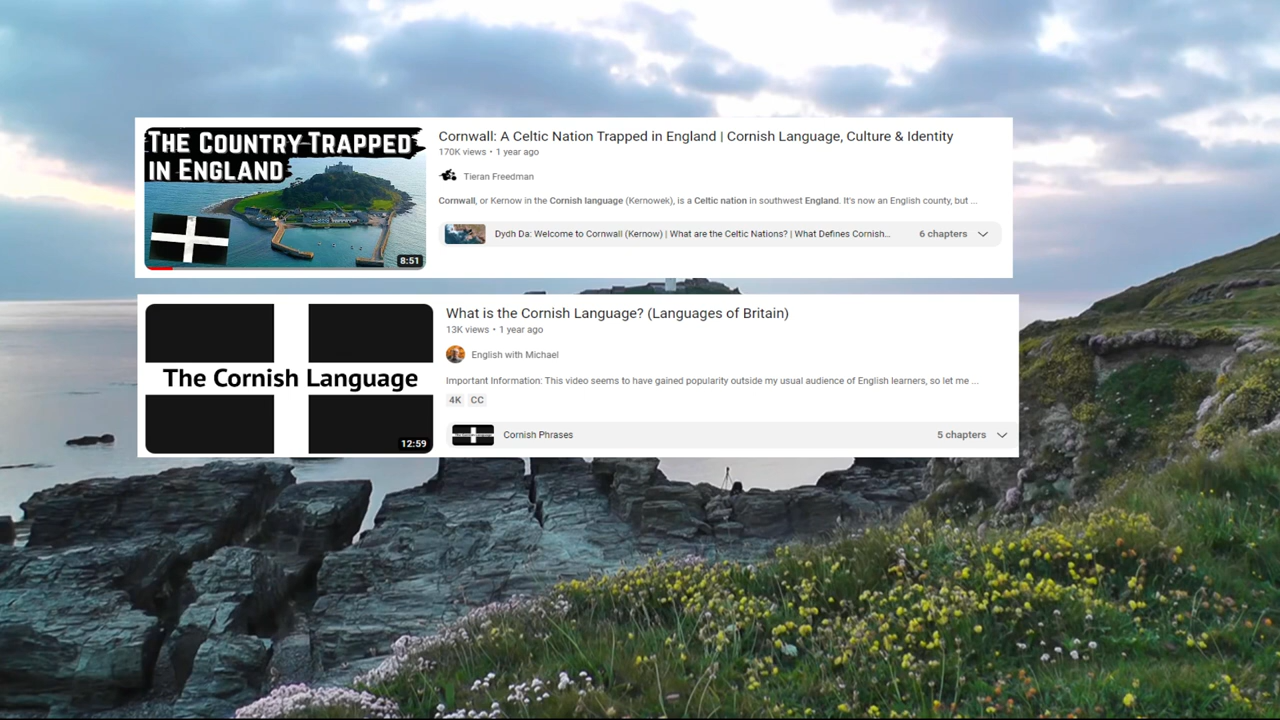 THE COUNTRY TRAPPED
IN ENGLAND
8:51
Cornwall: A Celtic Nation Trapped in England | Cornish Language, Culture & Identity
170K views • 1 year ago
Tieran Freedman
Cornwall, or Kernow in the Cornish language (Kernowek), is a Celtic nation in southwest England. It's now an English county, but ...
Dydh Da: Welcome to Cornwall (Kernow) | What are the Celtic Nations? | What Defines Cornish... 6 chapters
The Cornish Language
12:59
What is the Cornish Language? (Languages of Britain)
13K views • 1 year ago
English with Michael
Important Information: This video seems to have gained popularity outside my usual audience of English learners, so let me ...
4K CC
Cornish Phrases 5 chapters